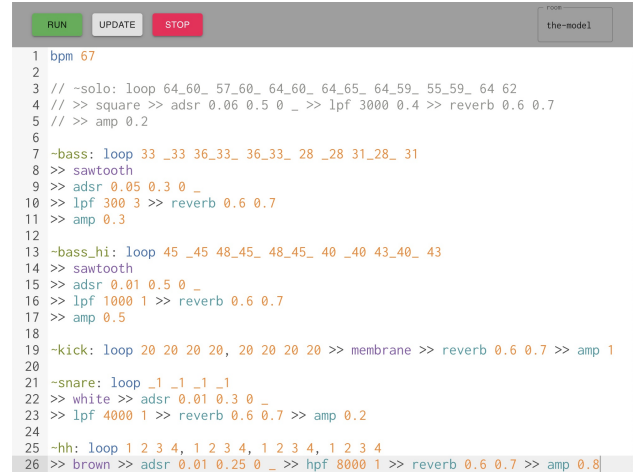 RUN UPDATE STOP
room
the-model
1 bpm 67
2
3 // ~solo: loop 64_60_ 57_60_ 64_60_ 64_65_ 64_59_ 55_59_ 64 62
4 // >> square >> adsr 0.06 0.5 0 _ >> lpf 3000 0.4 >> reverb 0.6 0.7
5 // >> amp 0.2
6
7 ~bass: loop 33 _33 36_33_ 36_33_ 28 _28 31_28_ 31
8 >> sawtooth
9 >> adsr 0.05 0.3 0 _
10 >> lpf 300 3 >> reverb 0.6 0.7
11 >> amp 0.3
12
13 ~bass_hi: loop 45 _45 48_45_ 48_45_ 40 _40 43_40_ 43
14 >> sawtooth
15 >> adsr 0.01 0.5 0 _
16 >> lpf 1000 1 >> reverb 0.6 0.7
17 >> amp 0.5
18
19 ~kick: loop 20 20 20 20, 20 20 20 20 >> membrane >> reverb 0.6 0.7 >> amp 1
20
21 ~snare: loop _1 _1 _1 _1
22 >> white >> adsr 0.01 0.3 0 _
23 >> lpf 4000 1 >> reverb 0.6 0.7 >> amp 0.2
24
25 ~hh: loop 1 2 3 4, 1 2 3 4, 1 2 3 4, 1 2 3 4
26 >> brown >> adsr 0.01 0.25 0 _ >> hpf 8000 1 >> reverb 0.6 0.7 >> amp 0.8